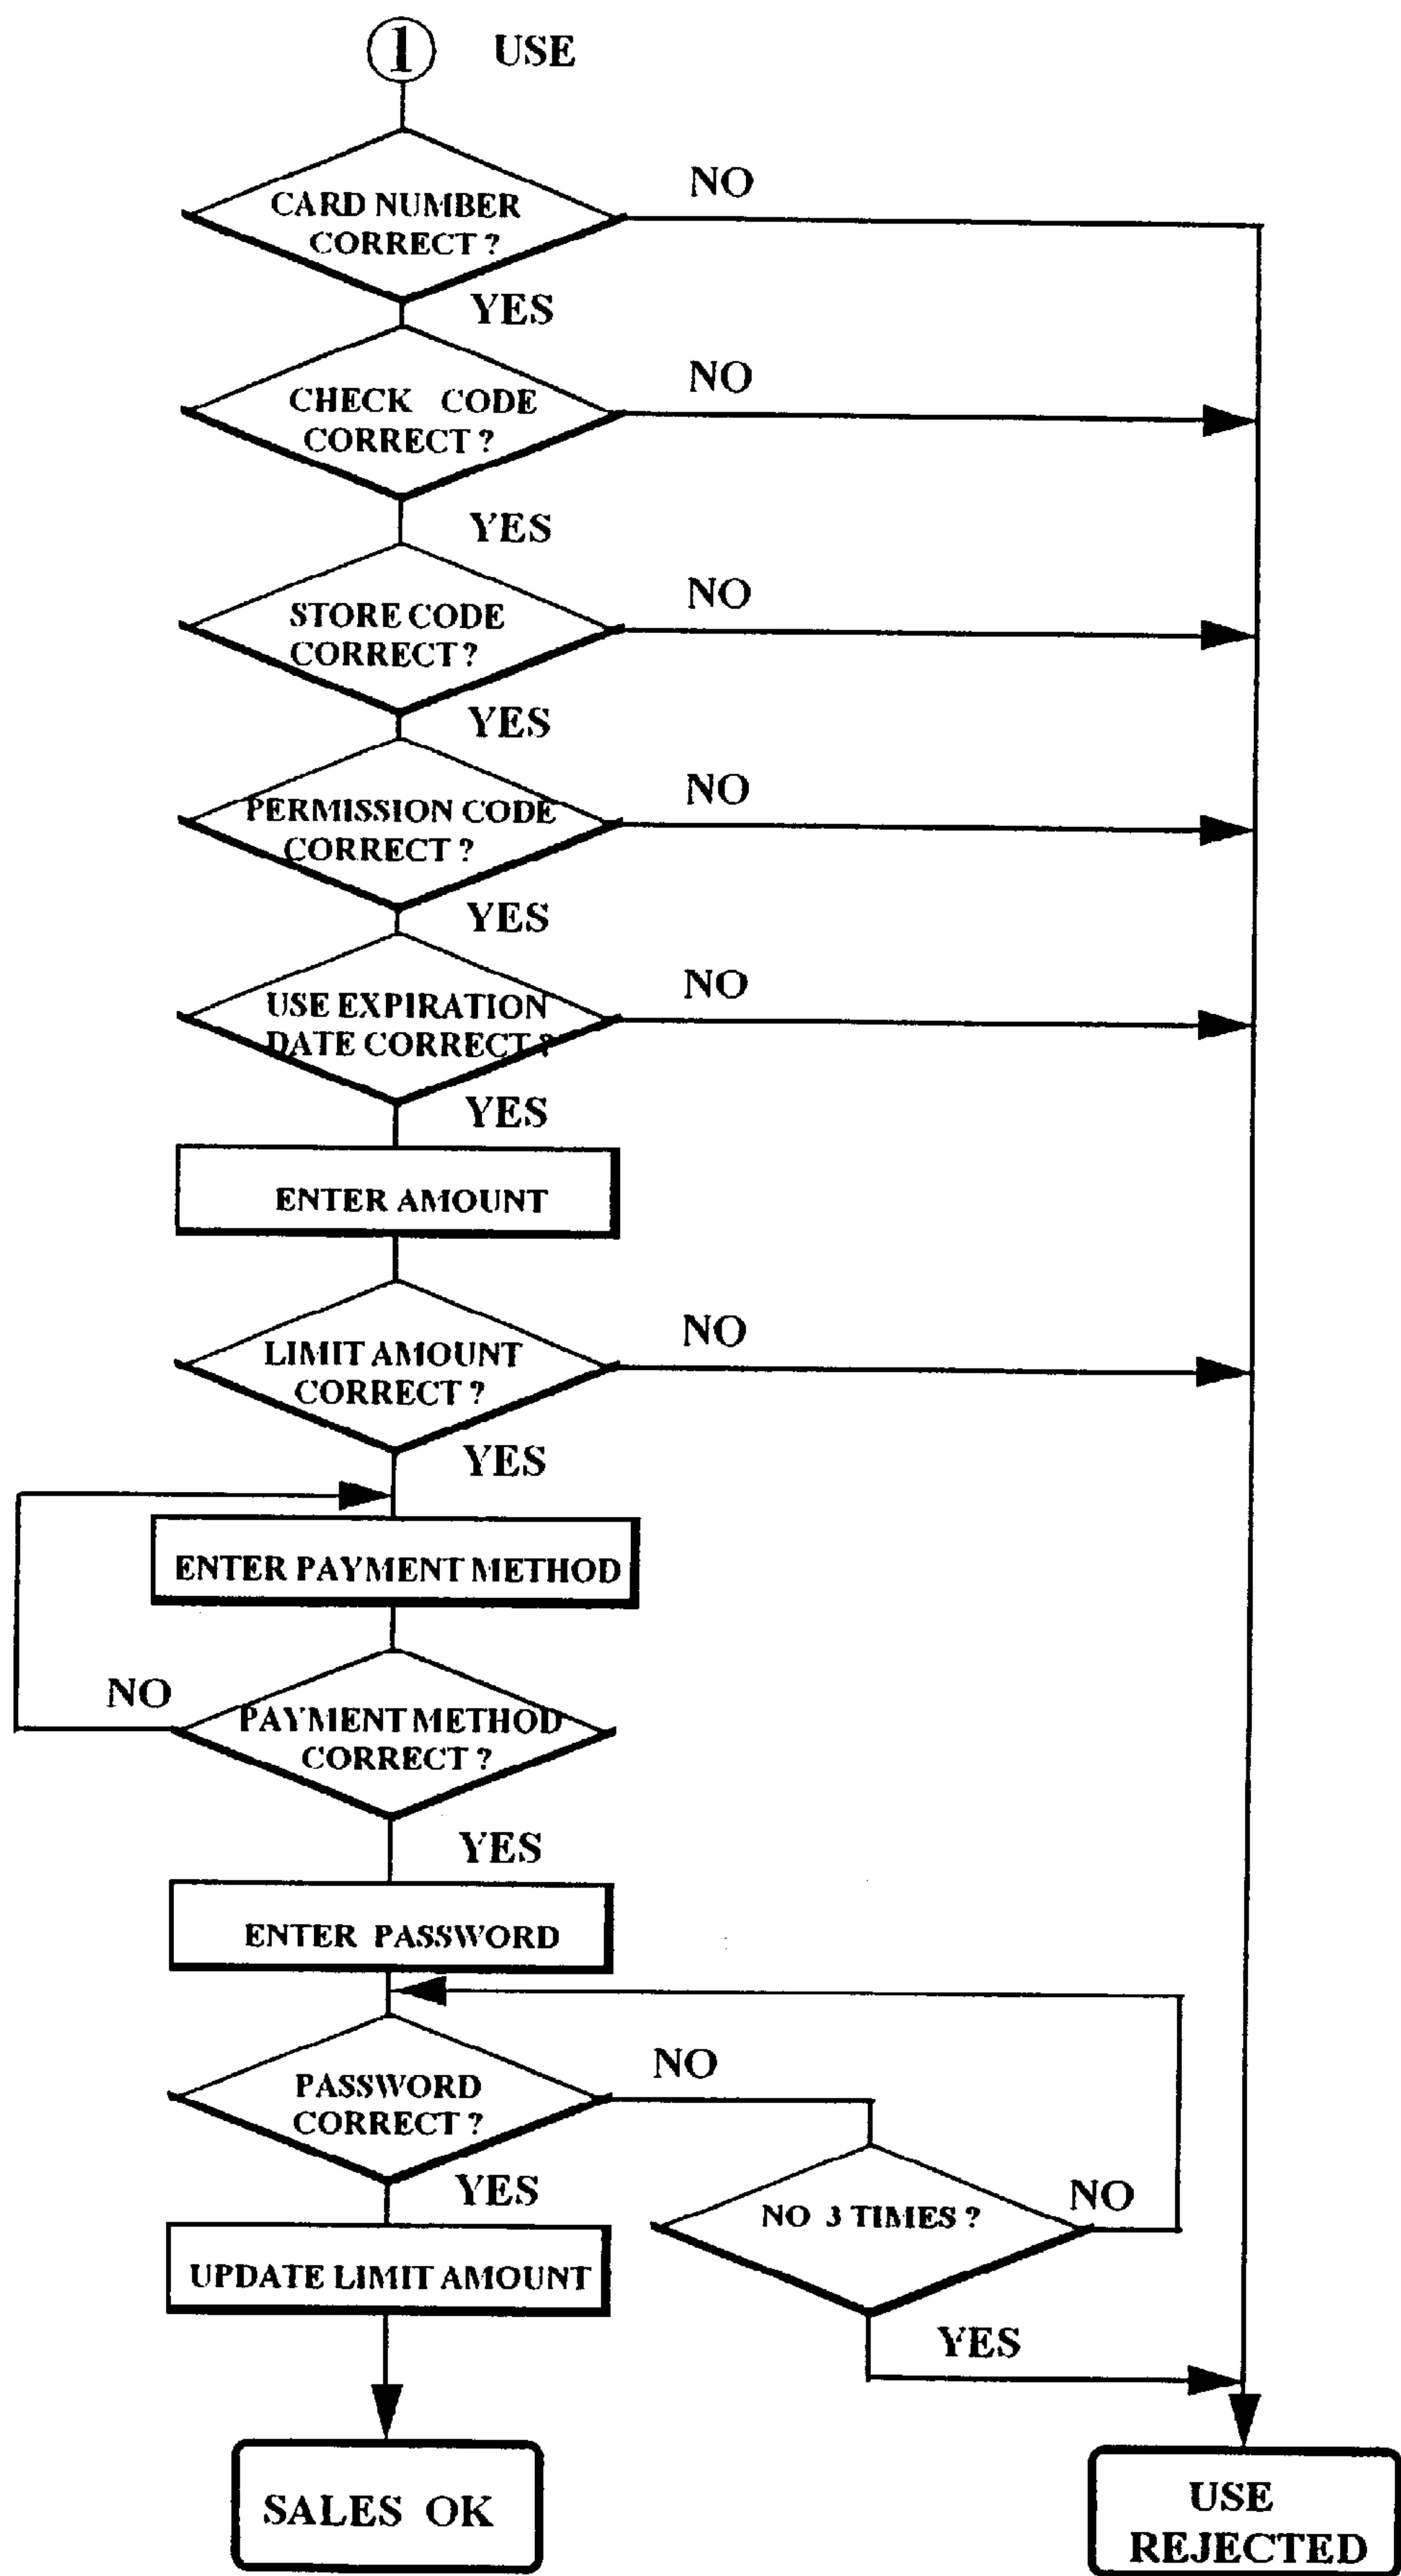 1 USE
CARD NUMBER
CORRECT ?
NO
YES
CHECK CODE
CORRECT ?
NO
YES
STORE CODE
CORRECT ?
NO
YES
PERMISSION CODE
CORRECT ?
NO
YES
USE EXPIRATION
DATE CORRECT ?
NO
YES
ENTER AMOUNT
LIMIT AMOUNT
CORRECT ?
NO
YES
ENTER PAYMENT METHOD
NO
PAYMENT METHOD
CORRECT ?
YES
ENTER PASSWORD
PASSWORD
CORRECT ?
NO
YES
NO 3 TIMES ?
NO
YES
UPDATE LIMIT AMOUNT
SALES OK
USE
REJECTED